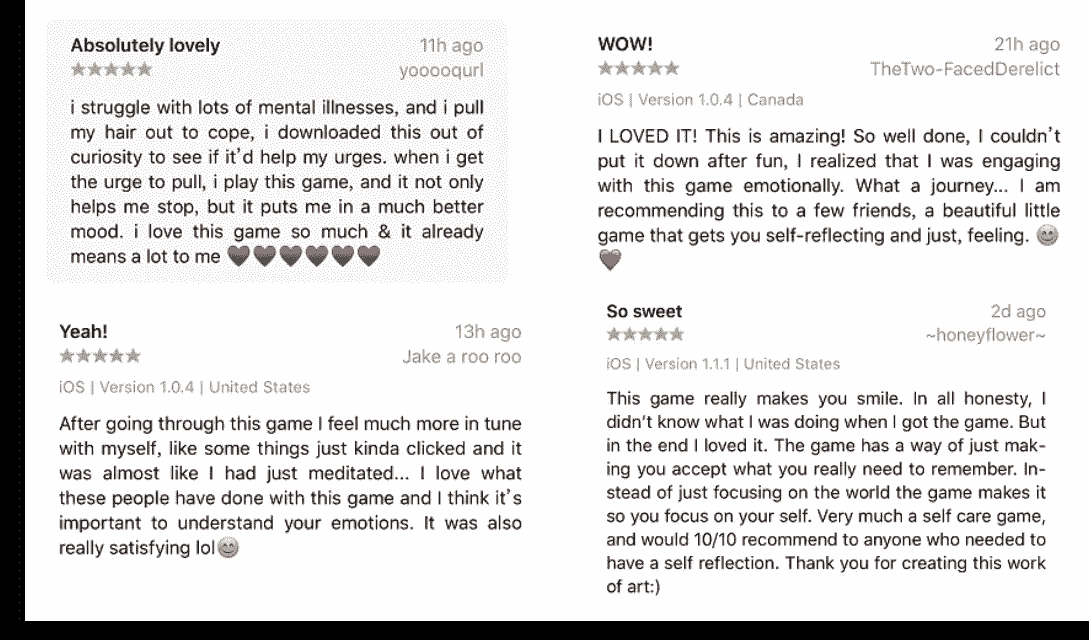 Absolutely lovely
11h ago
★★★★★
yooooqurl
i struggle with lots of mental illnesses, and i pull
my hair out to cope, i downloaded this out of
curiosity to see if it'd help my urges. when i get
the urge to pull, i play this game, and it not only
helps me stop, but it puts me in a much better
mood. i love this game so much & it already
means a lot to me 🖤🖤🖤🖤🖤🖤
Yeah!
13h ago
★★★★★
Jake a roo roo
iOS | Version 1.0.4 | United States
After going through this game I feel much more in tune
with myself, like some things just kinda clicked and it
was almost like I had just meditated... I love what
these people have done with this game and I think it's
important to understand your emotions. It was also
really satisfying lol😊
WOW!
21h ago
★★★★★
TheTwo-FacedDerelict
iOS | Version 1.0.4 | Canada
I LOVED IT! This is amazing! So well done, I couldn't
put it down after fun, I realized that I was engaging
with this game emotionally. What a journey... I am
recommending this to a few friends, a beautiful little
game that gets you self-reflecting and just, feeling. 😊
🖤
So sweet
2d ago
★★★★★
~honeyflower~
iOS | Version 1.1.1 | United States
This game really makes you smile. In all honesty, I
didn't know what I was doing when I got the game. But
in the end I loved it. The game has a way of just mak-
ing you accept what you really need to remember. In-
stead of just focusing on the world the game makes it
so you focus on your self. Very much a self care game,
and would 10/10 recommend to anyone who needed to
have a self reflection. Thank you for creating this work
of art:)